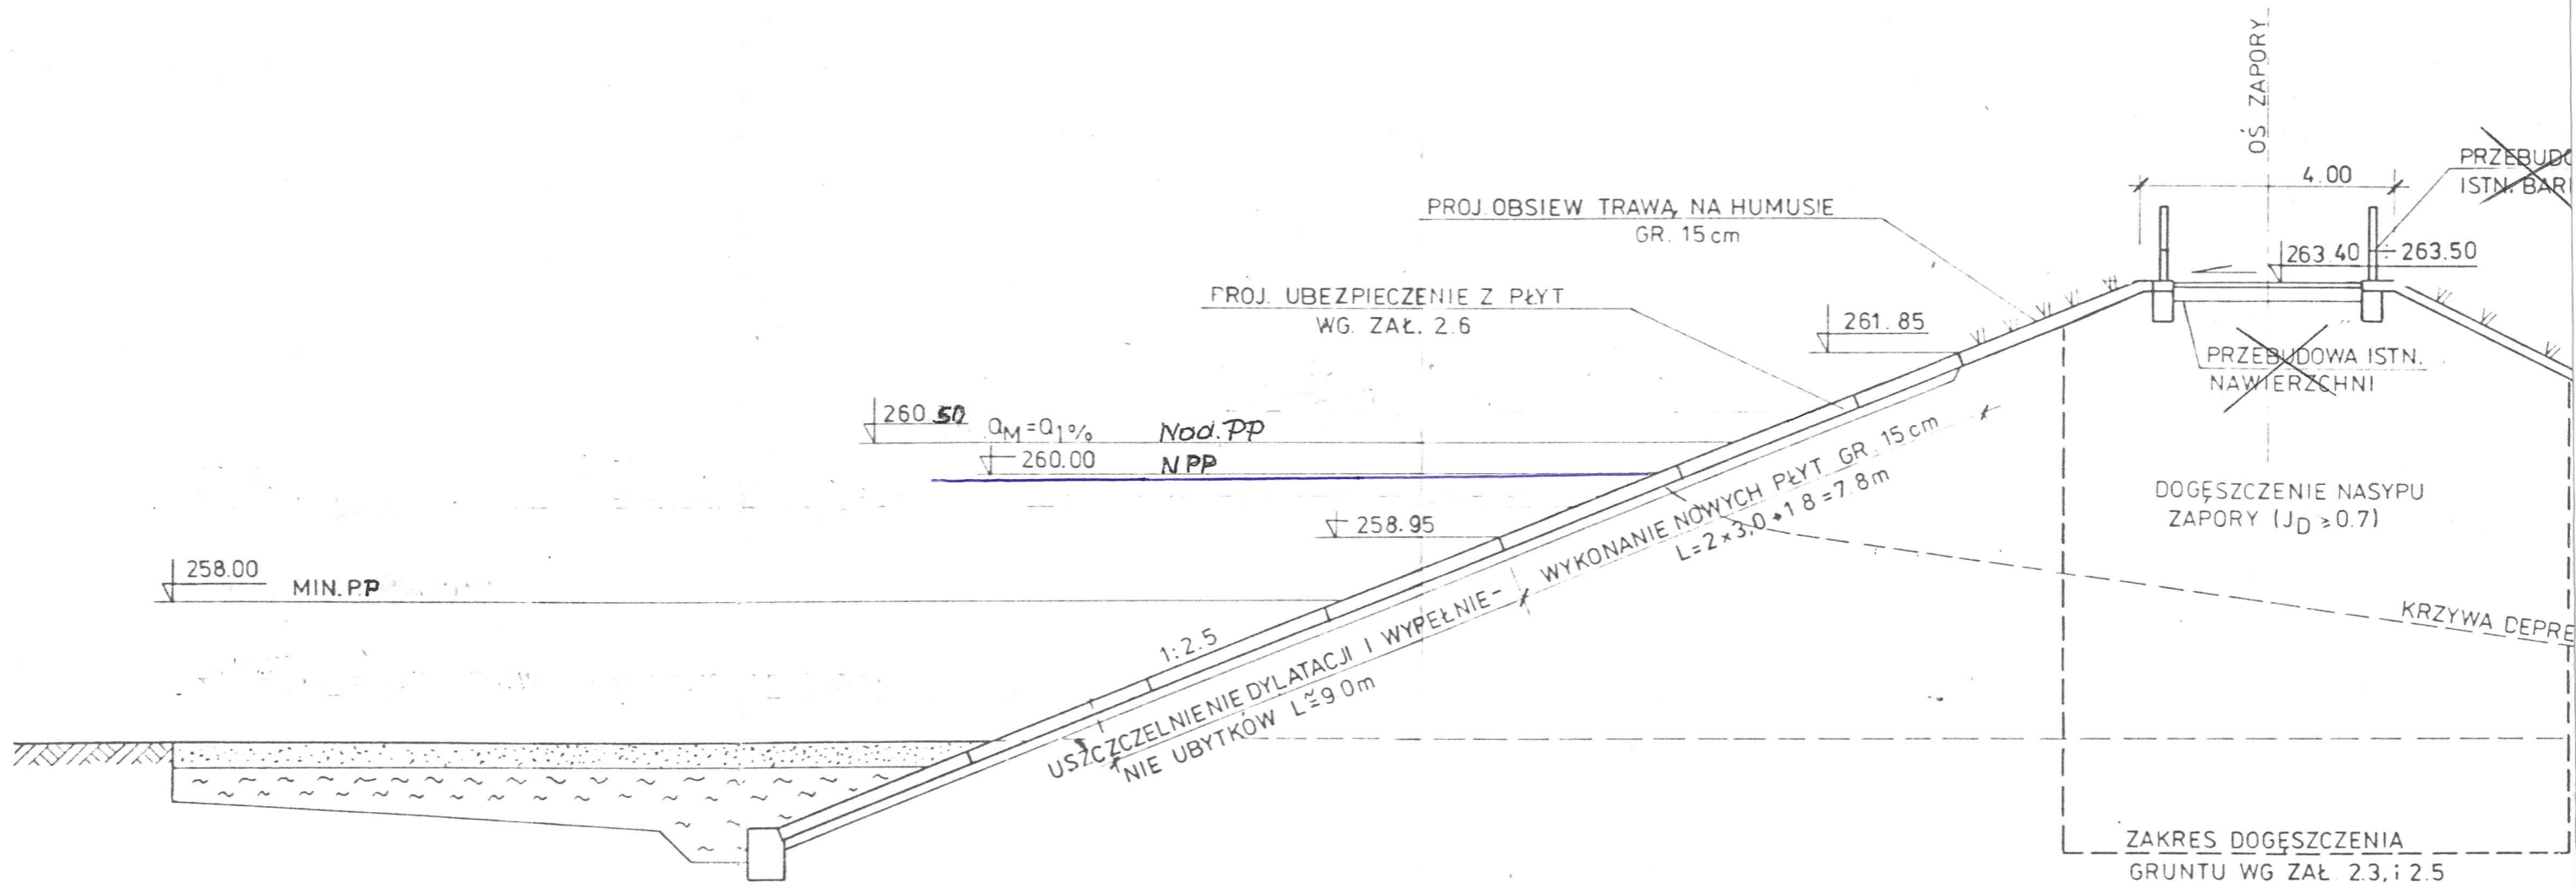 OŚ ZAPORY
4.00
ISTN.
PROJ. OBSIEW TRAWĄ NA HUMUSIE
GR. 15 cm
263.40 ÷ 263.50
PROJ. UBEZPIECZENIE Z PŁYT
WG. ZAŁ. 2.6
261.85
PRZEBUDOWA ISTN.
NAWIERZCHNI
260.50 QM=Q1% Nad.PP
260.00 NPP
258.95
258.00 MIN.PP
WYKONANIE NOWYCH PŁYT GR. 15 cm
L=2×3,0+1.8=7.8m
DOGĘSZCZENIE NASYPU
ZAPORY (JD ≥0.7)
1:2.5
USZCZELNIENIE DYLATACJI I WYPEŁNIE-
NIE UBYTKÓW L≅9.0m
KRZYWA
ZAKRES DOGĘSZCZENIA
GRUNTU WG ZAŁ. 2.3, i 2.5